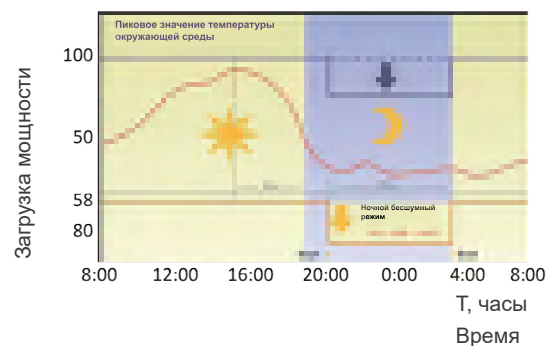 Пиковое значение температуры
окружающей среды
100
50
58
80
Загрузка мощности
Ночной бесшумный
режим
8:00 12:00 16:00 20:00 0:00 4:00 8:00
Т, часы
Время